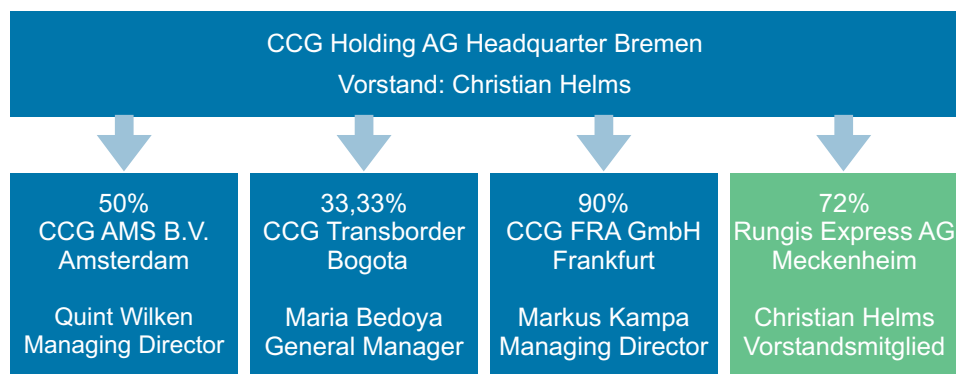 CCG Holding AG Headquarter Bremen
Vorstand: Christian Helms
50%
CCG AMS B.V.
Amsterdam
Quint Wilken
Managing Director
33,33%
CCG Transborder
Bogota
Maria Bedoya
General Manager
90%
CCG FRA GmbH
Frankfurt
Markus Kampa
Managing Director
72%
Rungis Express AG
Meckenheim
Christian Helms
Vorstandsmitglied